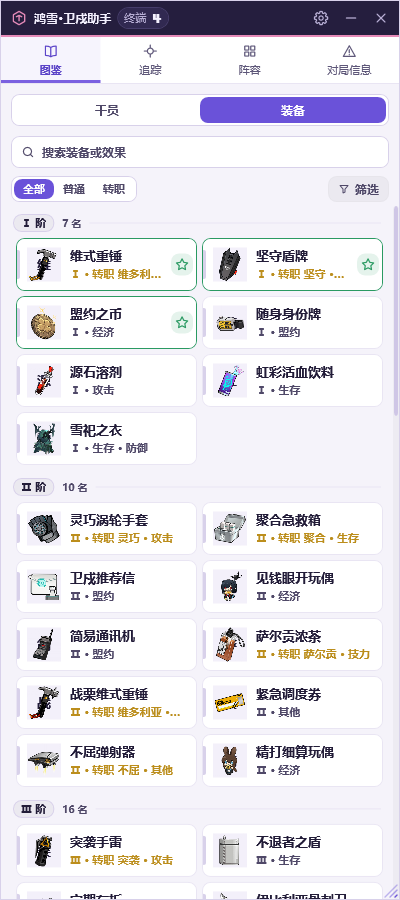 鸿雪•卫戍助手 终端
图鉴 追踪 阵容 对局信息
干员 装备
搜索装备或效果
全部 普通 转职 筛选
I 阶 7 名
维式重锤 坚守盾牌
I • 转职 维多利... I • 转职 坚守 •...
盟约之币 随身身份牌
I • 经济 I • 盟约
源石溶剂 虹彩活血饮料
I • 攻击 I • 生存
雪祀之衣
I • 生存 • 防御
II 阶 10 名
灵巧涡轮手套 聚合急救箱
II • 转职 灵巧 • 攻击 II • 转职 聚合 • 生存
卫戍推荐信 见钱眼开玩偶
II • 盟约 II • 经济
简易通讯机 萨尔贡浓茶
II • 盟约 II • 转职 萨尔贡 • 技力
战栗维式重锤 紧急调度券
II • 转职 维多利亚 •... II • 其他
不屈弹射器 精打细算玩偶
II • 转职 不屈 • 其他 II • 经济
III 阶 16 名
突袭手雷 不退者之盾
III • 转职 突袭 • 攻击 III • 生存